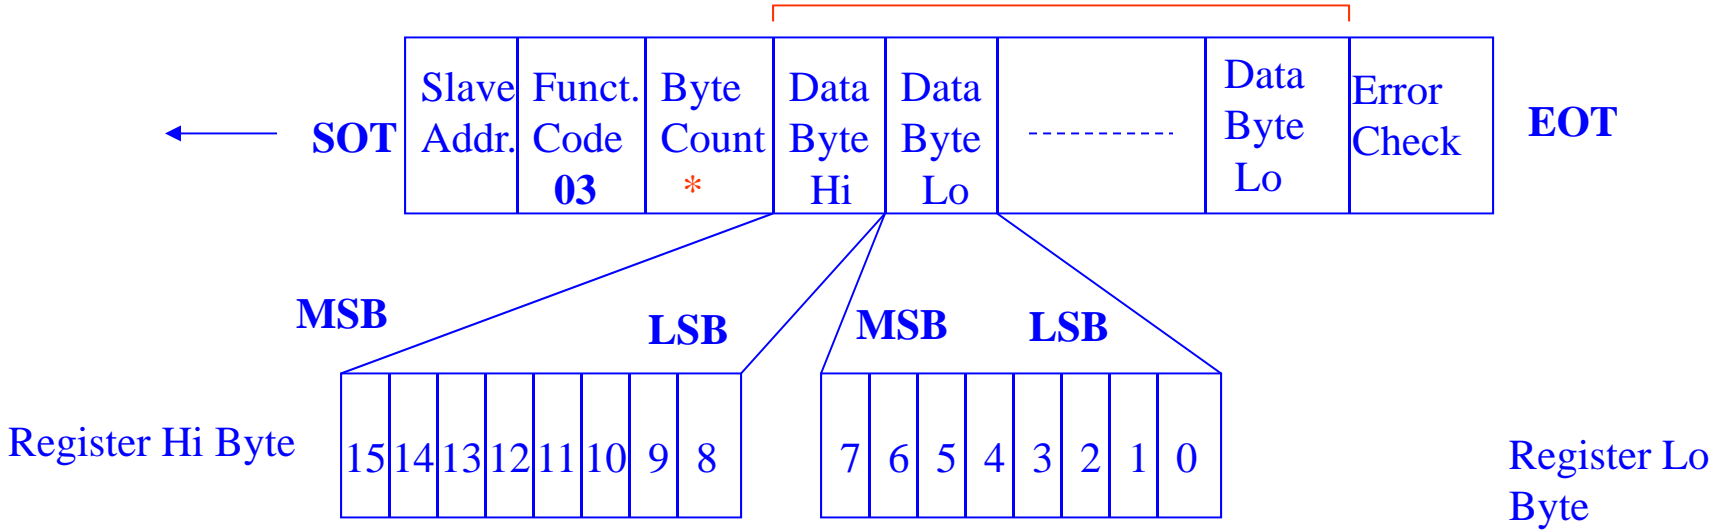 SOT
Slave
Addr.
Funct.
Code
03
Byte
Count
*
Data
Byte
Hi
Data
Byte
Lo
Data
Byte
Lo
Error
Check
EOT
MSB
LSB
MSB
LSB
Register Hi Byte
15 14 13 12 11 10 9 8
7 6 5 4 3 2 1 0
Register Lo
Byte